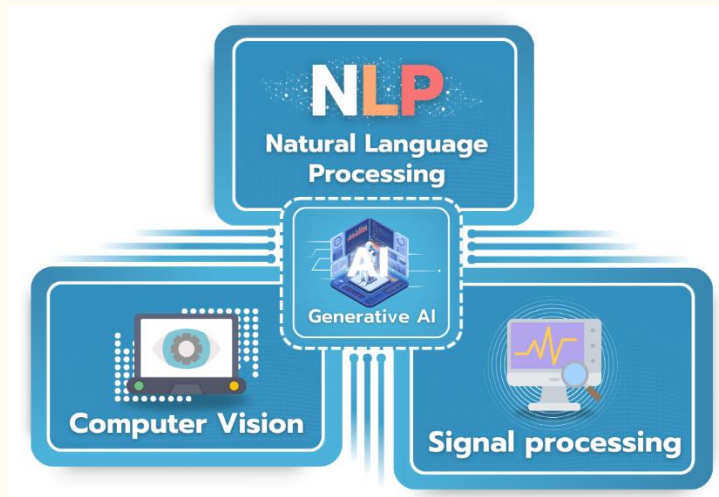 NLP
Natural Language
Processing
AI
Generative AI
Computer Vision
Signal processing